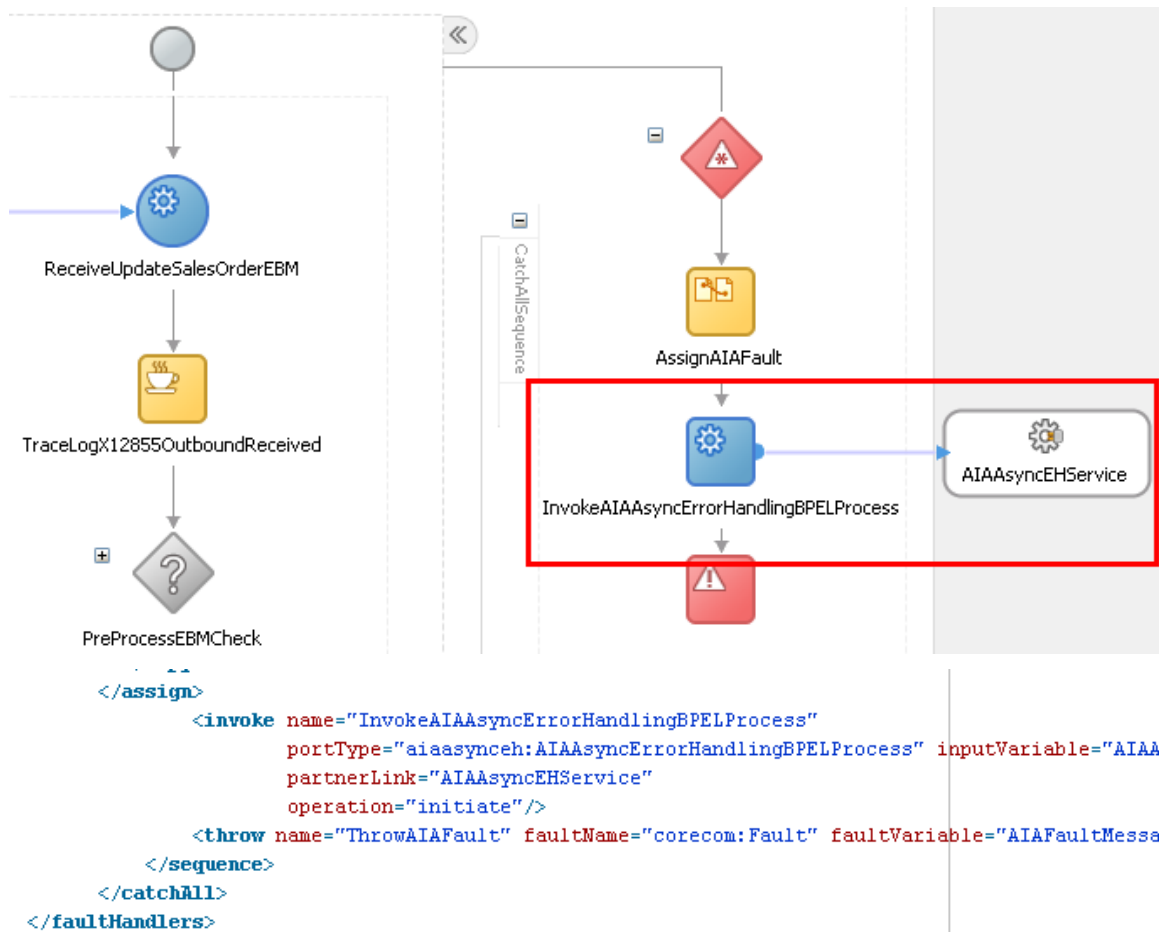 ReceiveUpdateSalesOrderEBM
TraceLogX12855OutboundReceived
PreProcessEBMCheck
CatchAllSequence
AssignAIAFault
InvokeAIAAsyncErrorHandlingBPELProcess
AIAAsyncEHService
</assign>
<invoke name="InvokeAIAAsyncErrorHandlingBPELProcess"
portType="aiaasynceh:AIAAsyncErrorHandlingBPELProcess" inputVariable="AIAA
partnerLink="AIAAsyncEHService"
operation="initiate"/>
<throw name="ThrowAIAFault" faultName="corecom:Fault" faultVariable="AIAFaultMessa
</sequence>
</catchAll>
</faultHandlers>